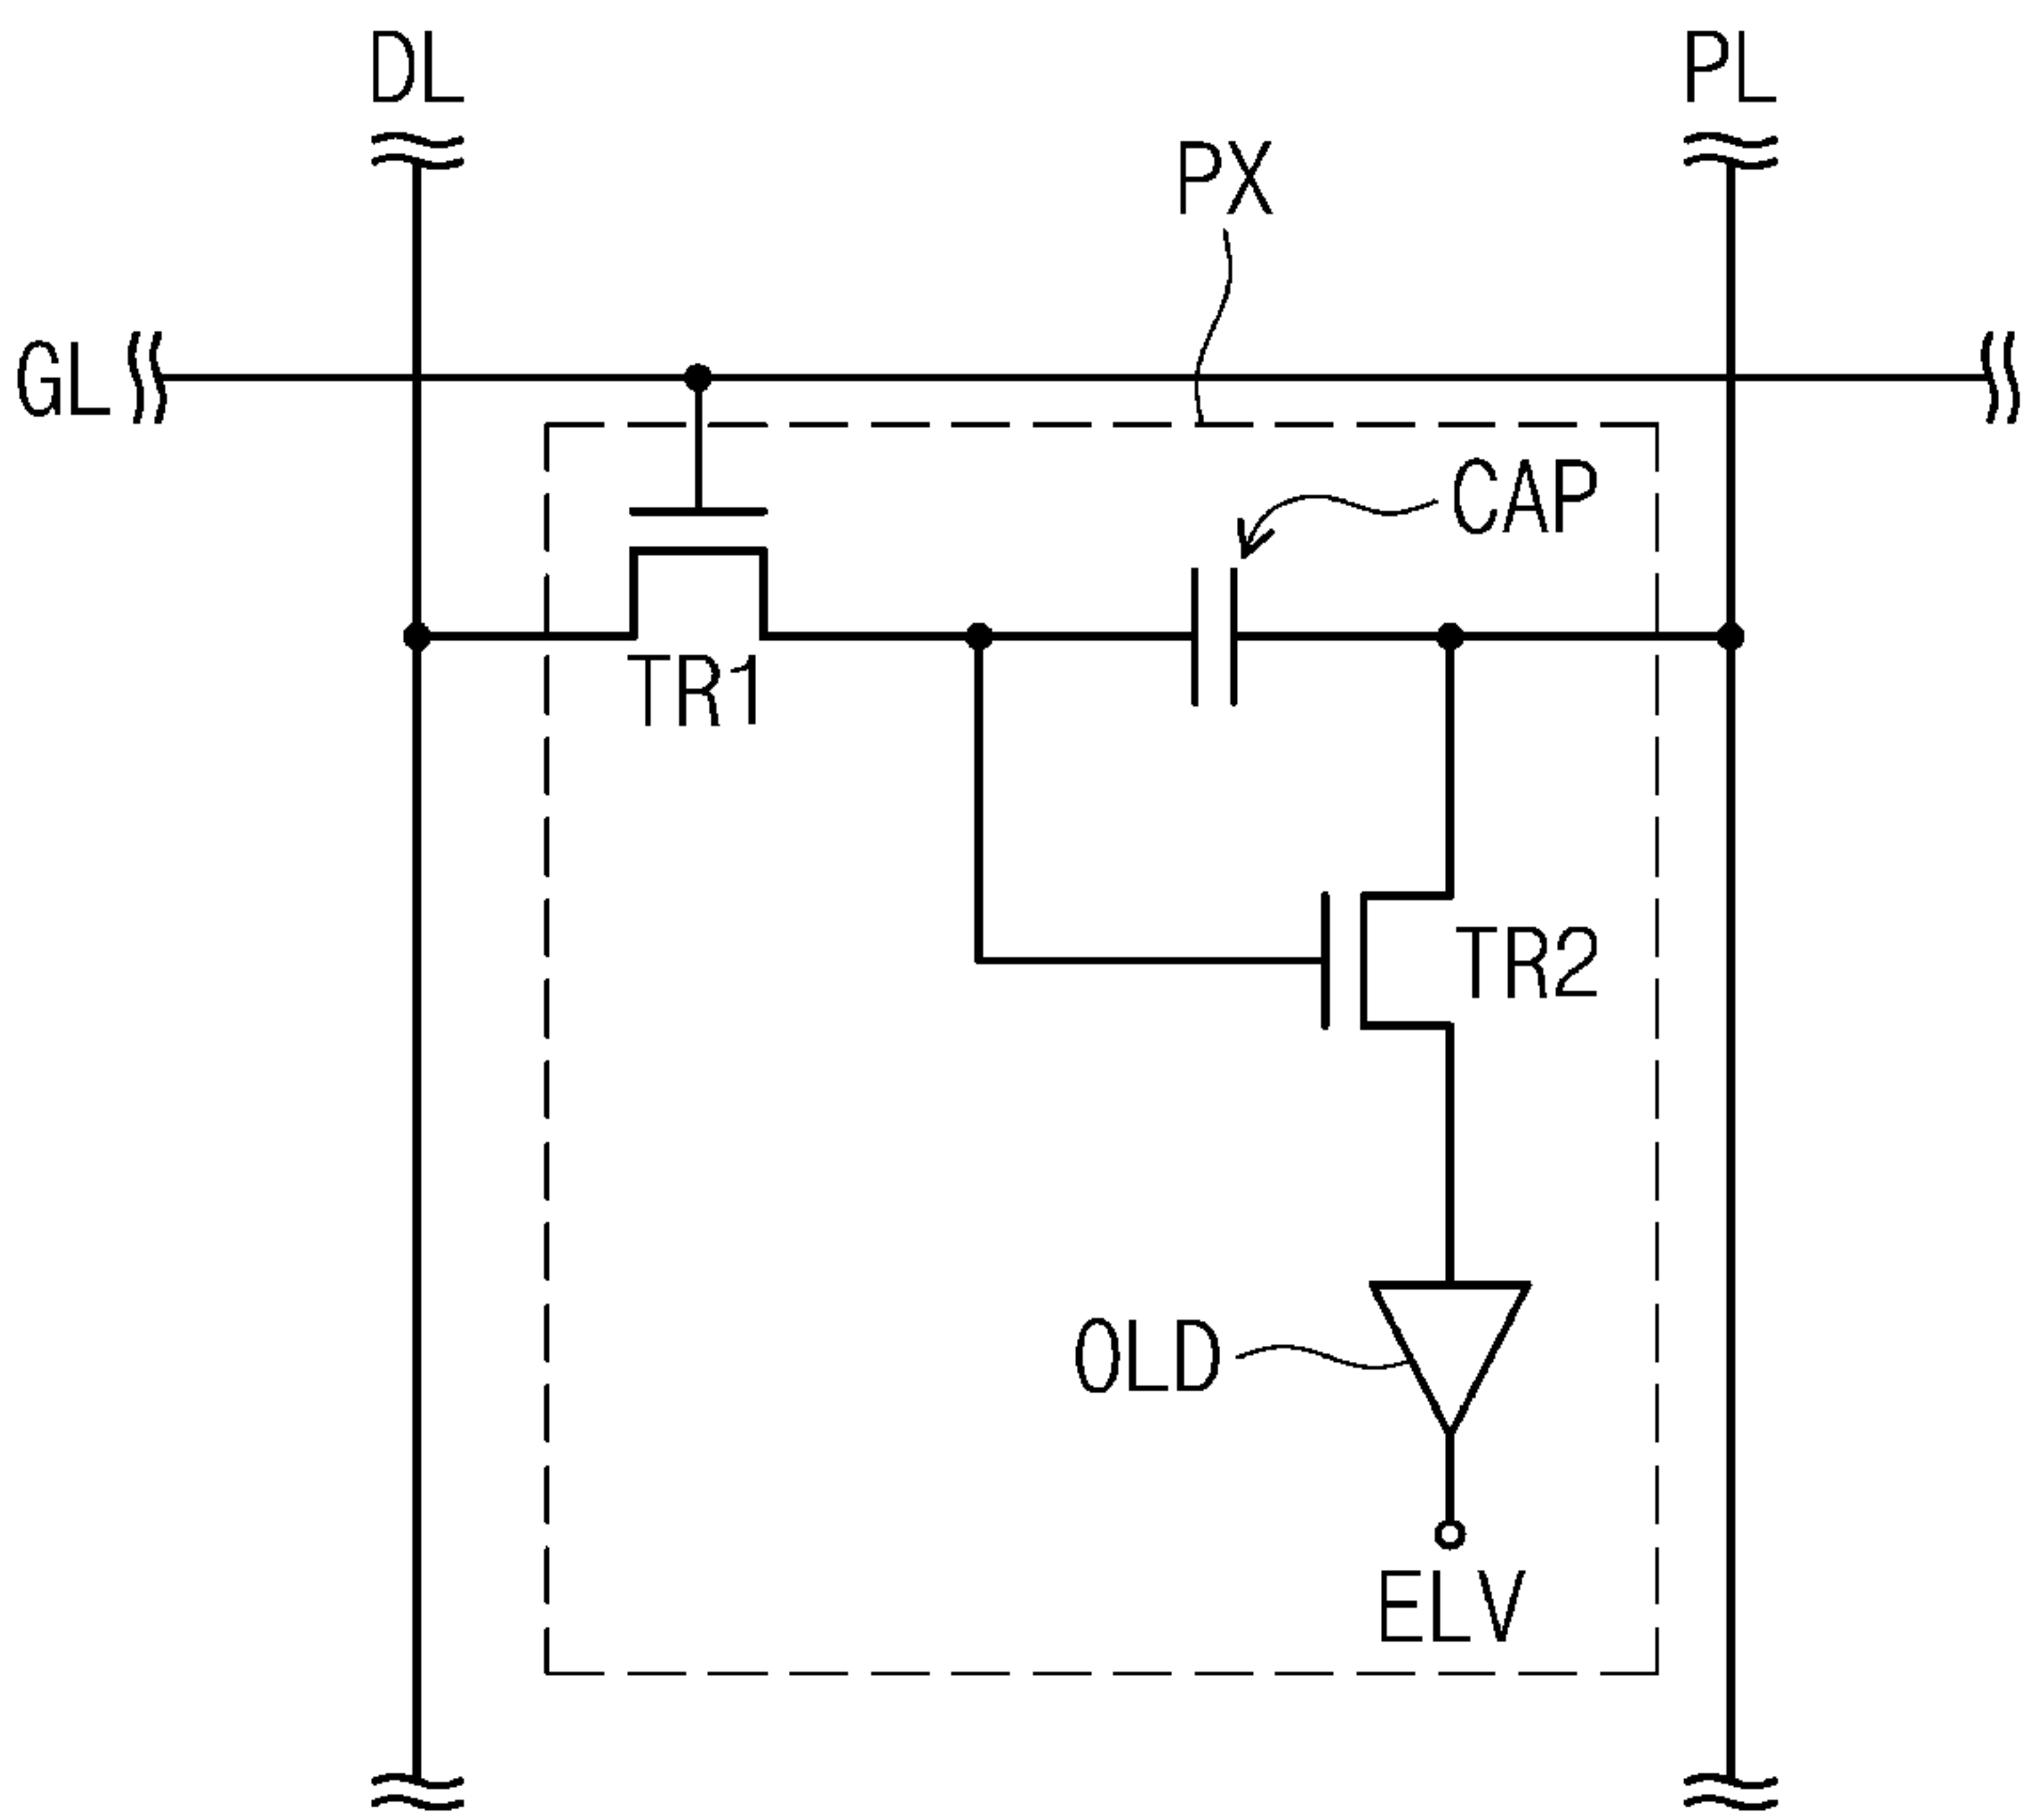 DL PL
PX
GL
CAP
TR1
TR2
OLD
ELV